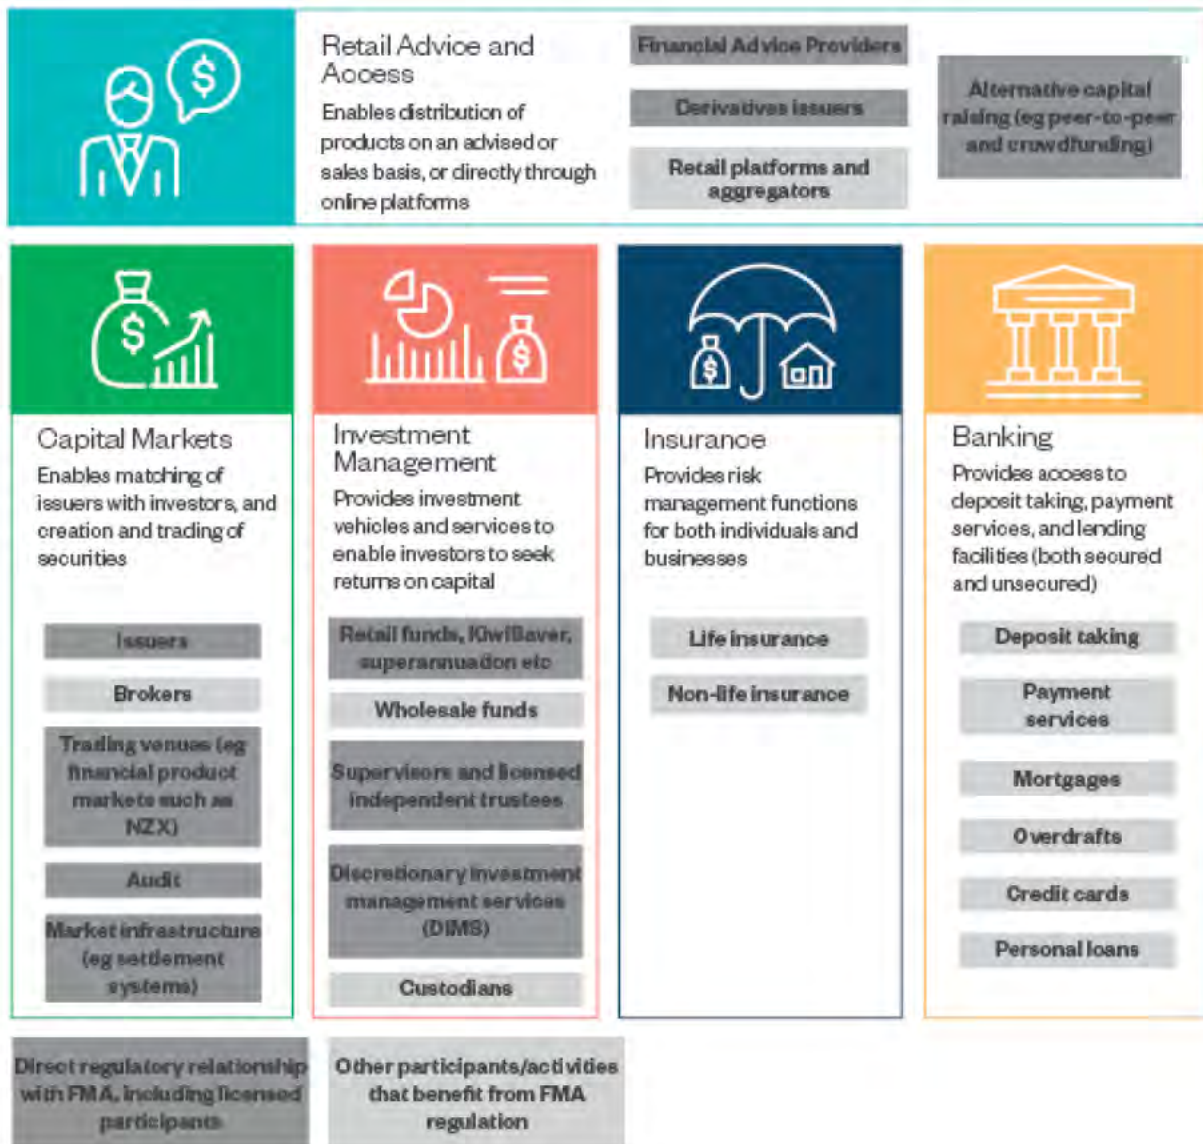 Retail Advice and
Access
Enables distribution of
products on an advised or
sales basis, or directly through
online platforms
Financial Advice Providers
Derivatives issuers
Retail platforms and
aggregators
Alternative capital
raising (eg peer-to-peer
and crowdfunding)
$
Capital Markets
Enables matching of
issuers with investors, and
creation and trading of
securities
Issuers
Brokers
Trading venues (eg
financial product
markets such as
NZX)
Audit
Market infrastructure
(eg settlement
systems)
$
Investment
Management
Provides investment
vehicles and services to
enable investors to seek
returns on capital
Retail funds, KiwiSaver,
superannuation etc
Wholesale funds
Supervisors and licensed
independent trustees
Discretionary investment
management services
(DIMS)
Custodians
$
Insurance
Provides risk
management functions
for both individuals and
businesses
Life insurance
Non-life insurance
$
Banking
Provides access to
deposit taking, payment
services, and lending
facilities (both secured
and unsecured)
Deposit taking
Payment
services
Mortgages
Overdrafts
Credit cards
Personal loans
Direct regulatory relationship
with FMA, including licensed
participants
Other participants/activities
that benefit from FMA
regulation